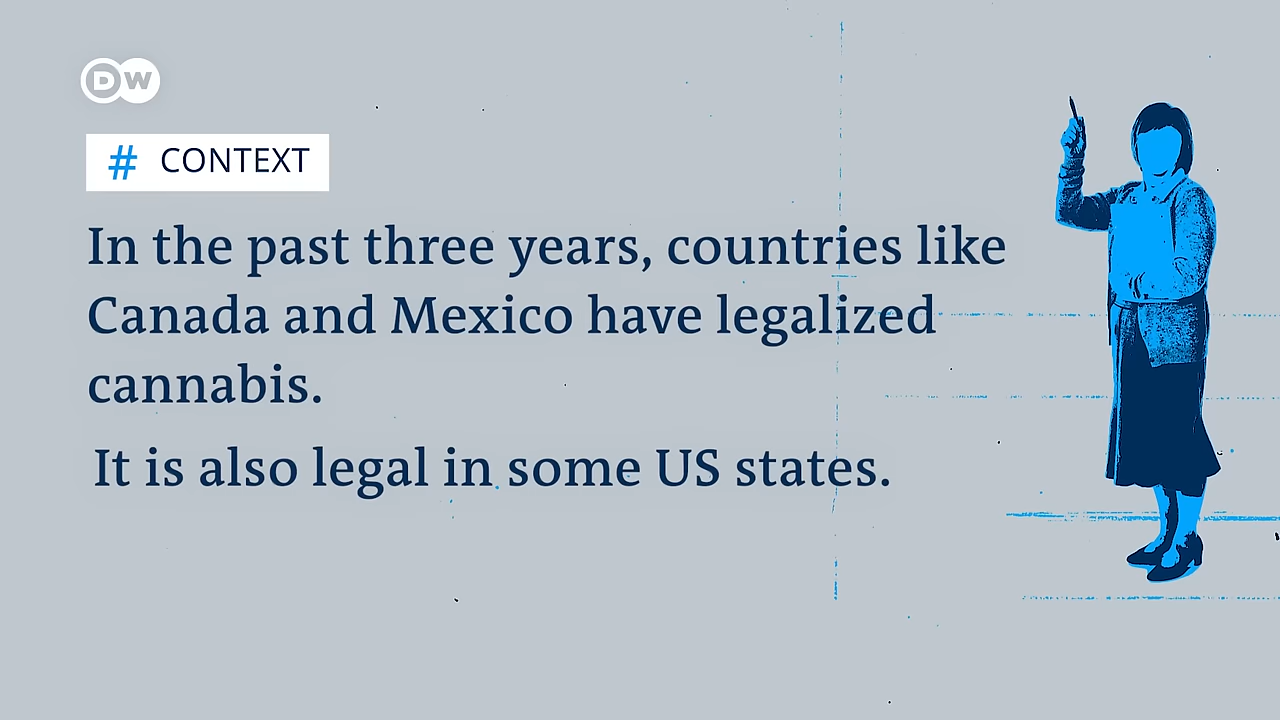 DW
# CONTEXT
In the past three years, countries like
Canada and Mexico have legalized
cannabis.
It is also legal in some US states.